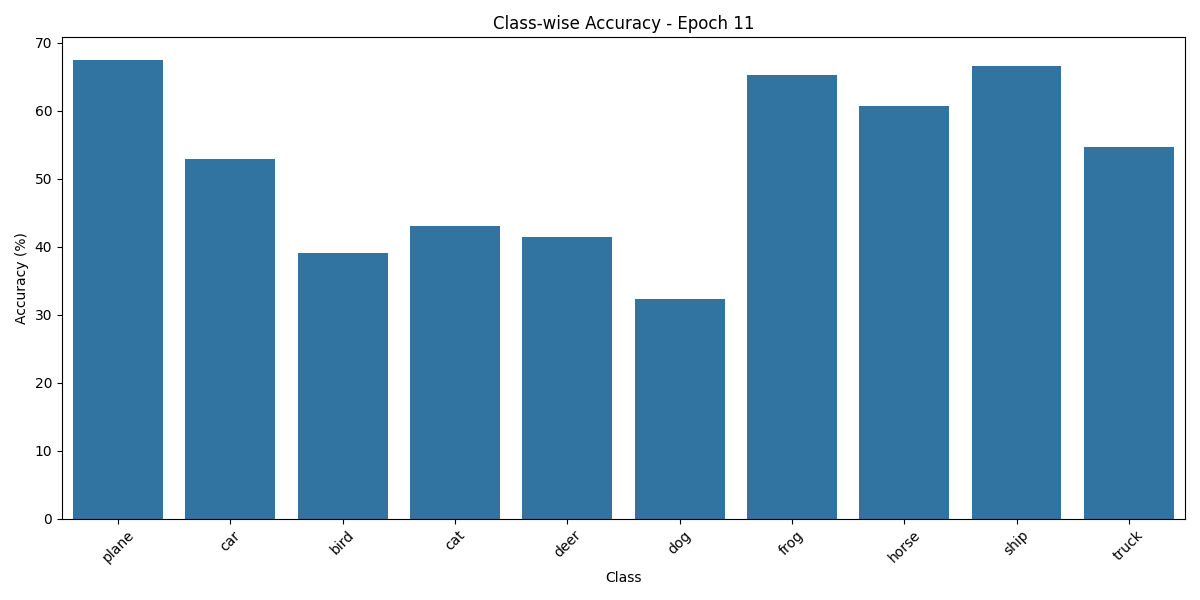 Class-wise Accuracy - Epoch 11
70
60
50
40
30
20
10
0
Accuracy (%)
plane
car
bird
cat
deer
dog
frog
horse
ship
truck
Class